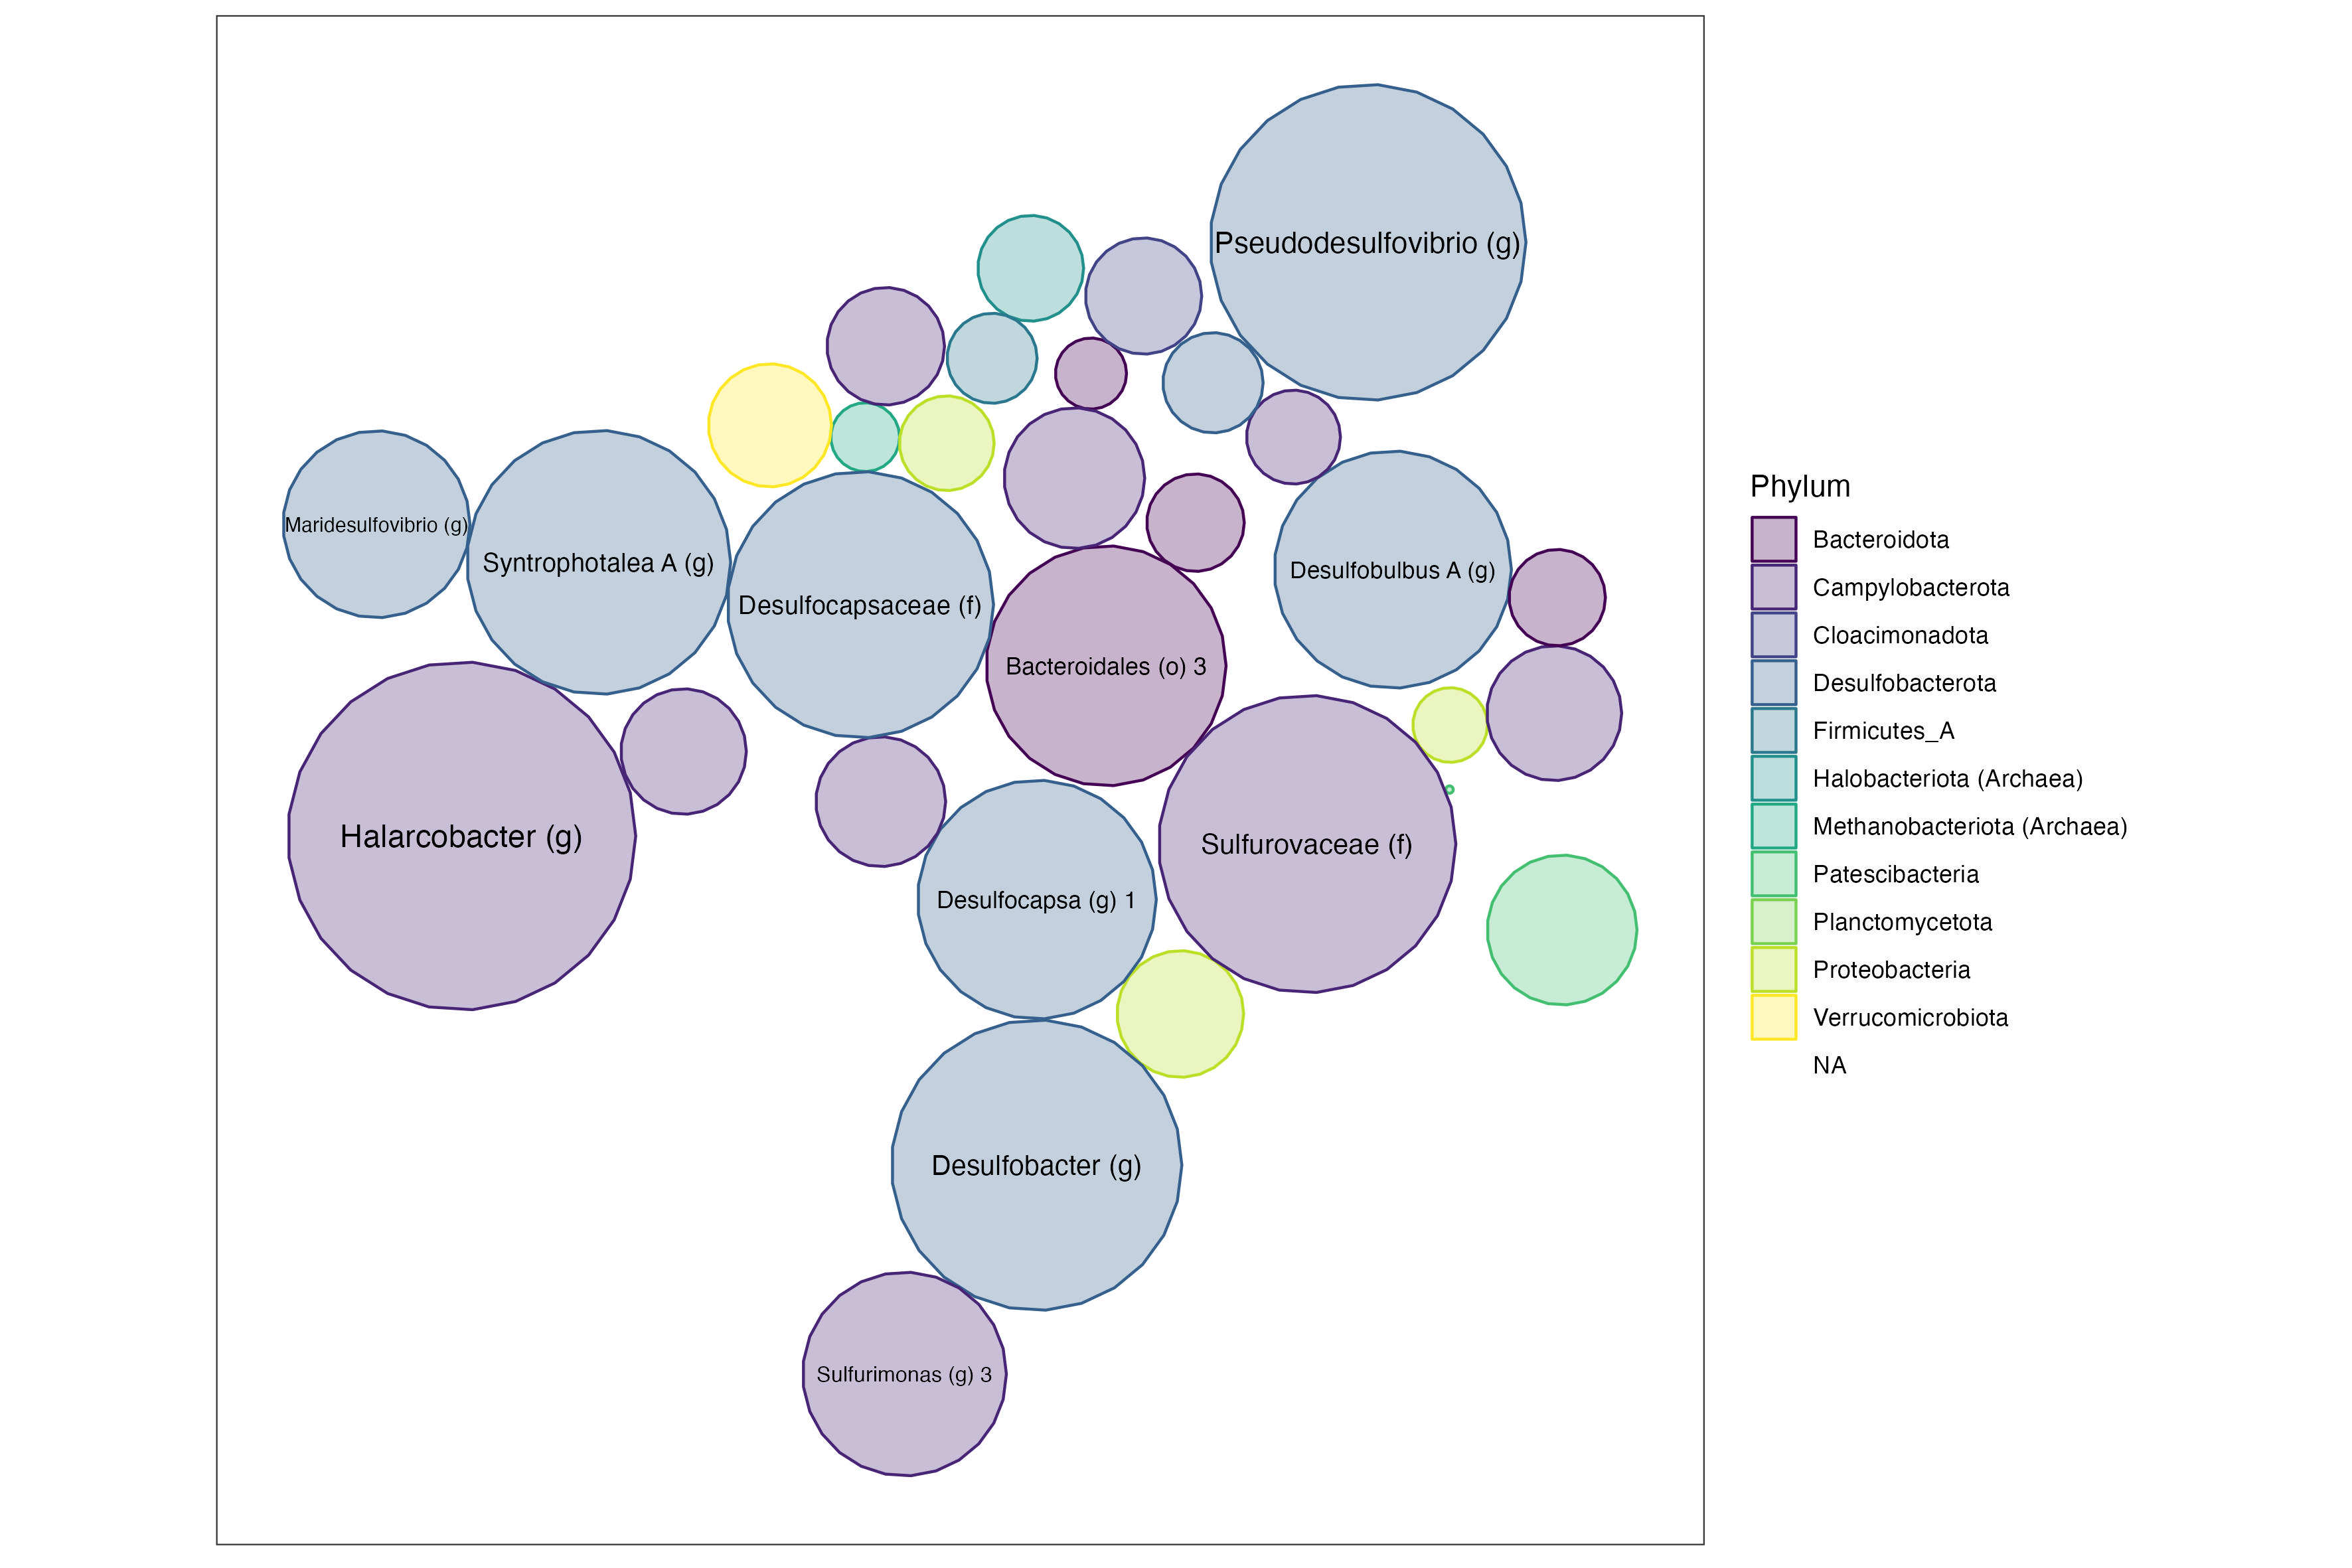 Pseudodesulfovibrio (g)
Maridesulfovibrio (g)
Syntrophotalea A (g)
Desulfocapsaceae (f)
Desulfobulbus A (g)
Bacteroidales (o) 3
Halarcobacter (g)
Sulfurovaceae (f)
Desulfocapsa (g) 1
Desulfobacter (g)
Sulfurimonas (g) 3
Phylum
Bacteroidota
Campylobacterota
Cloacimonadota
Desulfobacterota
Firmicutes_A
Halobacteriota (Archaea)
Methanobacteriota (Archaea)
Patescibacteria
Planctomycetota
Proteobacteria
Verrucomicrobiota
NA